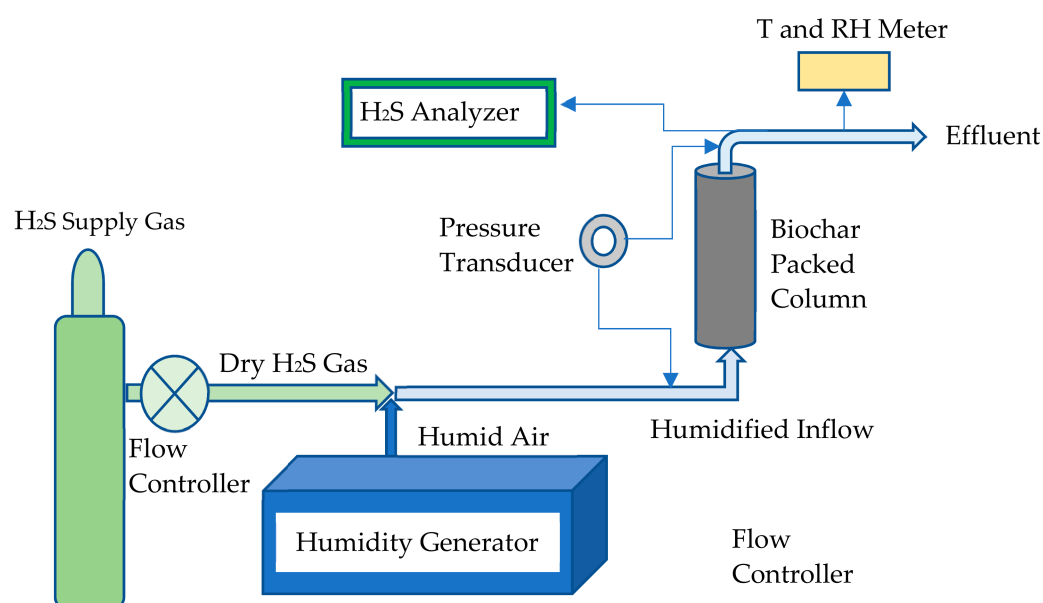 T and RH Meter
H2S Analyzer
Effluent
H2S Supply Gas
Pressure
Transducer
Biochar
Packed
Column
Dry H2S Gas
Flow
Controller
Humid Air
Humidified Inflow
Humidity Generator
Flow
Controller